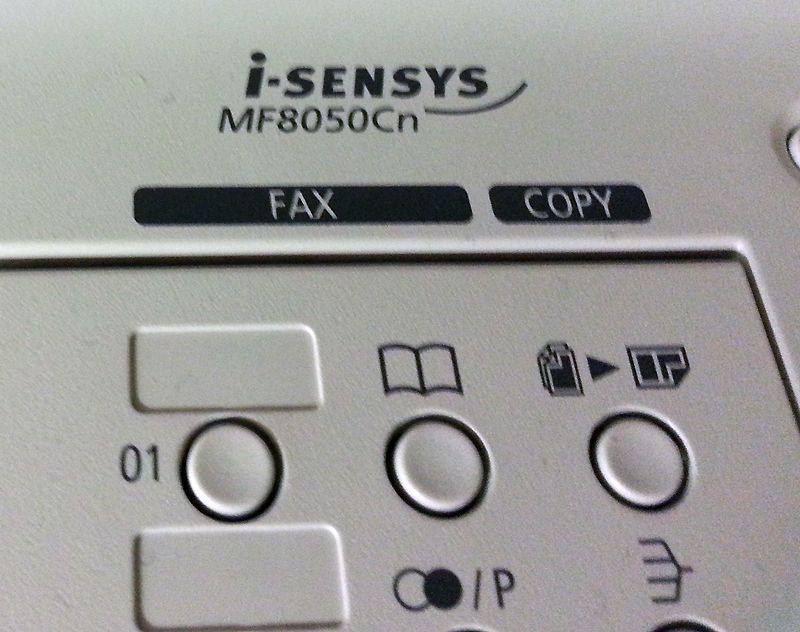 i-SENSYS
MF8050Cn
FAX COPY
01
/P